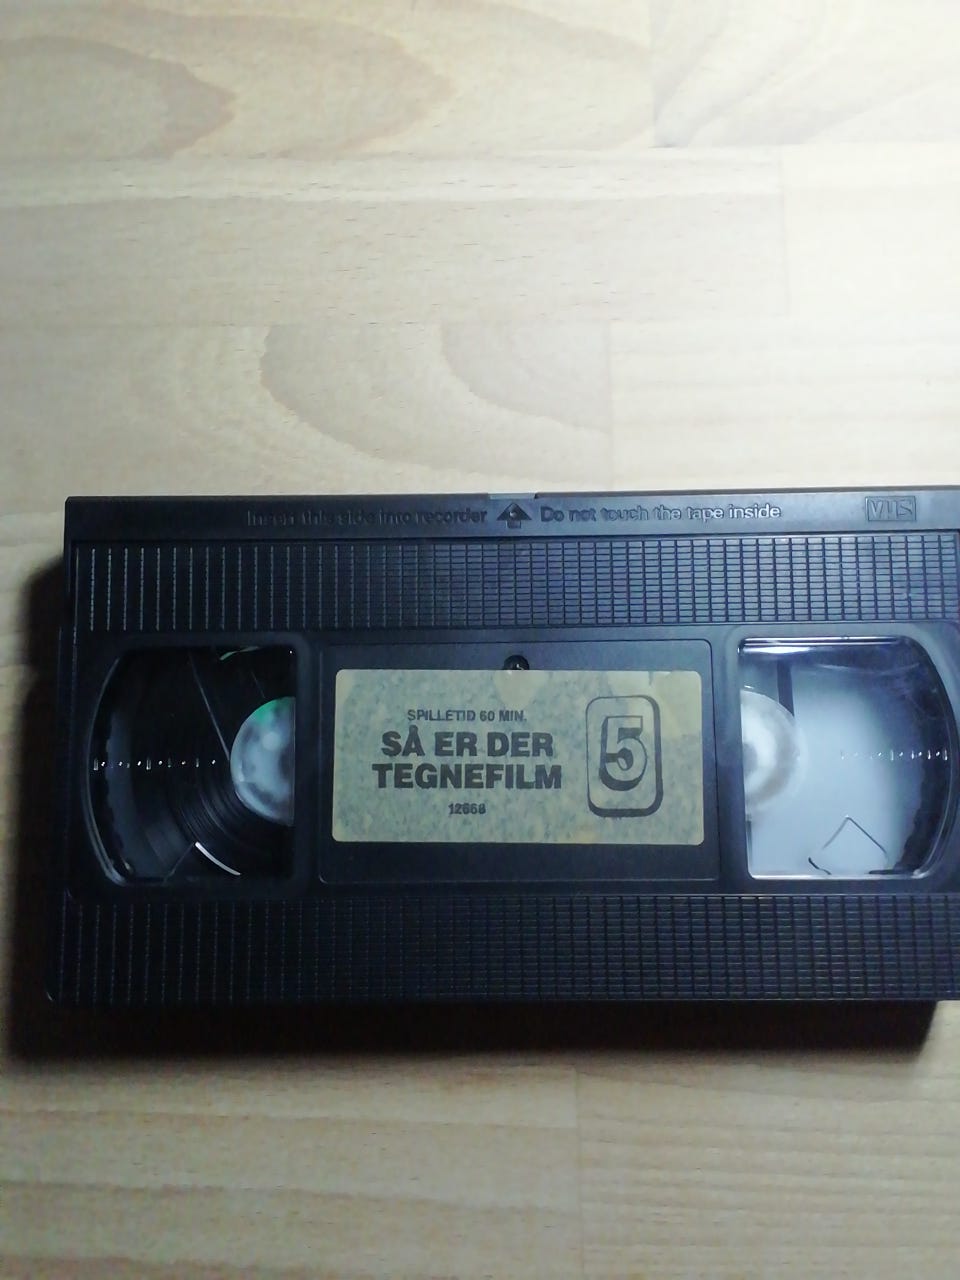 Insert this side into recorder Do not touch the tape inside VHS
SPILLETID 60 MIN.
SÅ ER DER
TEGNEFILM
12668
5